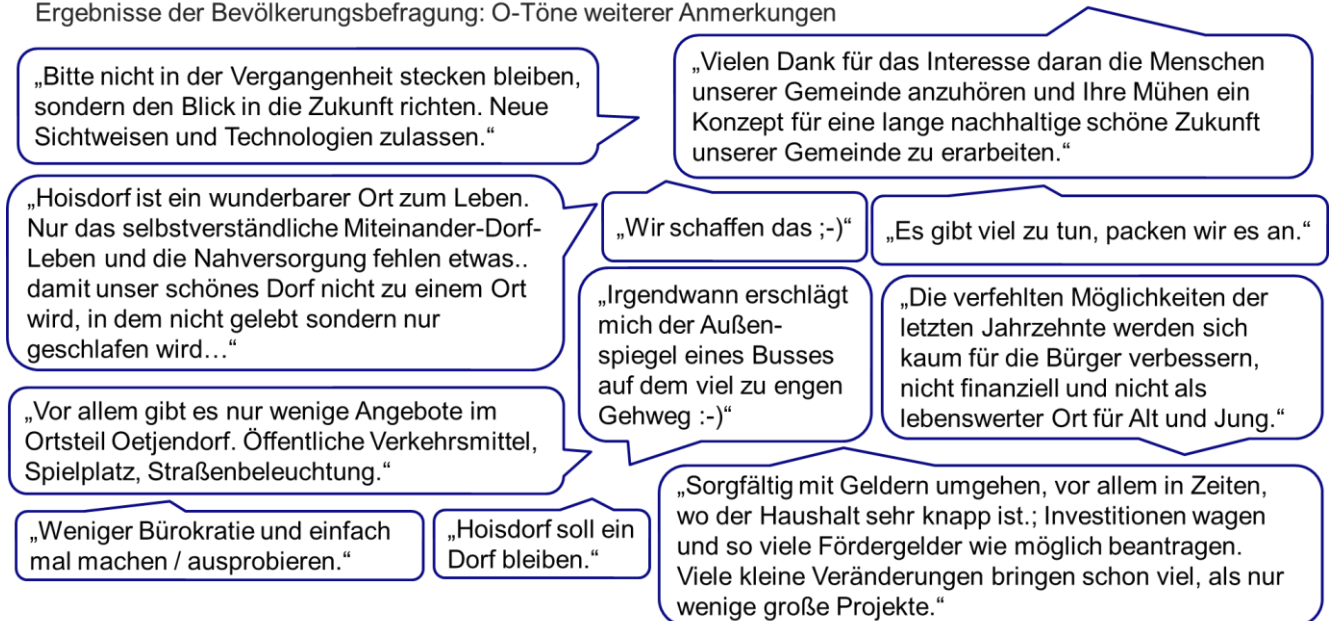 Ergebnisse der Bevölkerungsbefragung: O-Töne weiterer Anmerkungen
„Bitte nicht in der Vergangenheit stecken bleiben,
sondern den Blick in die Zukunft richten. Neue
Sichtweisen und Technologien zulassen.“
„Vielen Dank für das Interesse daran die Menschen
unserer Gemeinde anzuhören und Ihre Mühen ein
Konzept für eine lange nachhaltige schöne Zukunft
unserer Gemeinde zu erarbeiten.“
„Hoisdorf ist ein wunderbarer Ort zum Leben.
Nur das selbstverständliche Miteinander-Dorf-
Leben und die Nahversorgung fehlen etwas..
damit unser schönes Dorf nicht zu einem Ort
wird, in dem nicht gelebt sondern nur
geschlafen wird…“
„Wir schaffen das ;-)“
„Es gibt viel zu tun, packen wir es an.“
„Irgendwann erschlägt
mich der Außen-
spiegel eines Busses
auf dem viel zu engen
Gehweg :-)“
„Die verfehlten Möglichkeiten der
letzten Jahrzehnte werden sich
kaum für die Bürger verbessern,
nicht finanziell und nicht als
lebenswerter Ort für Alt und Jung.“
„Vor allem gibt es nur wenige Angebote im
Ortsteil Oetjendorf. Öffentliche Verkehrsmittel,
Spielplatz, Straßenbeleuchtung.“
„Weniger Bürokratie und einfach
mal machen / ausprobieren.“
„Hoisdorf soll ein
Dorf bleiben.“
„Sorgfältig mit Geldern umgehen, vor allem in Zeiten,
wo der Haushalt sehr knapp ist.; Investitionen wagen
und so viele Fördergelder wie möglich beantragen.
Viele kleine Veränderungen bringen schon viel, als nur
wenige große Projekte.“